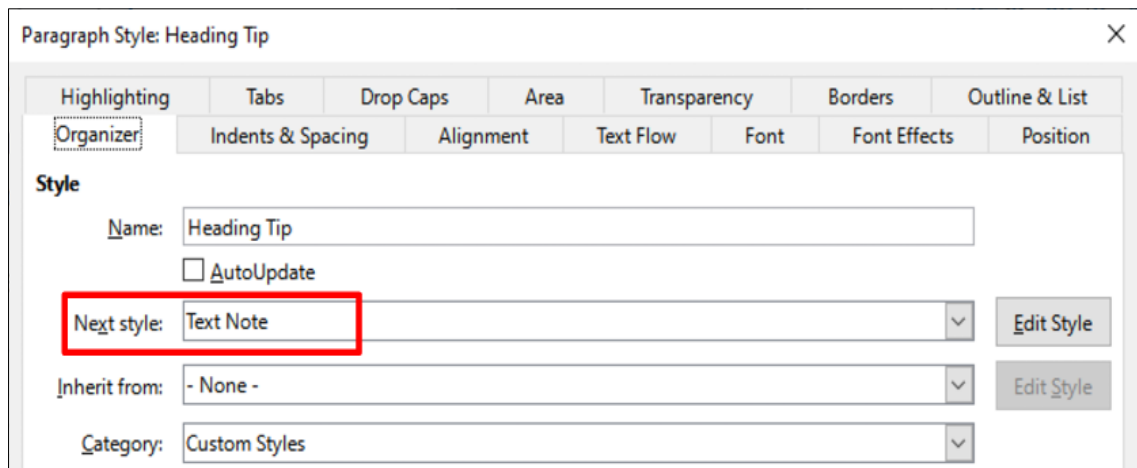 Paragraph Style: Heading Tip
Highlighting Tabs Drop Caps Area Transparency Borders Outline & List
Organizer Indents & Spacing Alignment Text Flow Font Font Effects Position
Style
Name: Heading Tip
AutoUpdate
Next style: Text Note Edit Style
Inherit from: - None - Edit Style
Category: Custom Styles